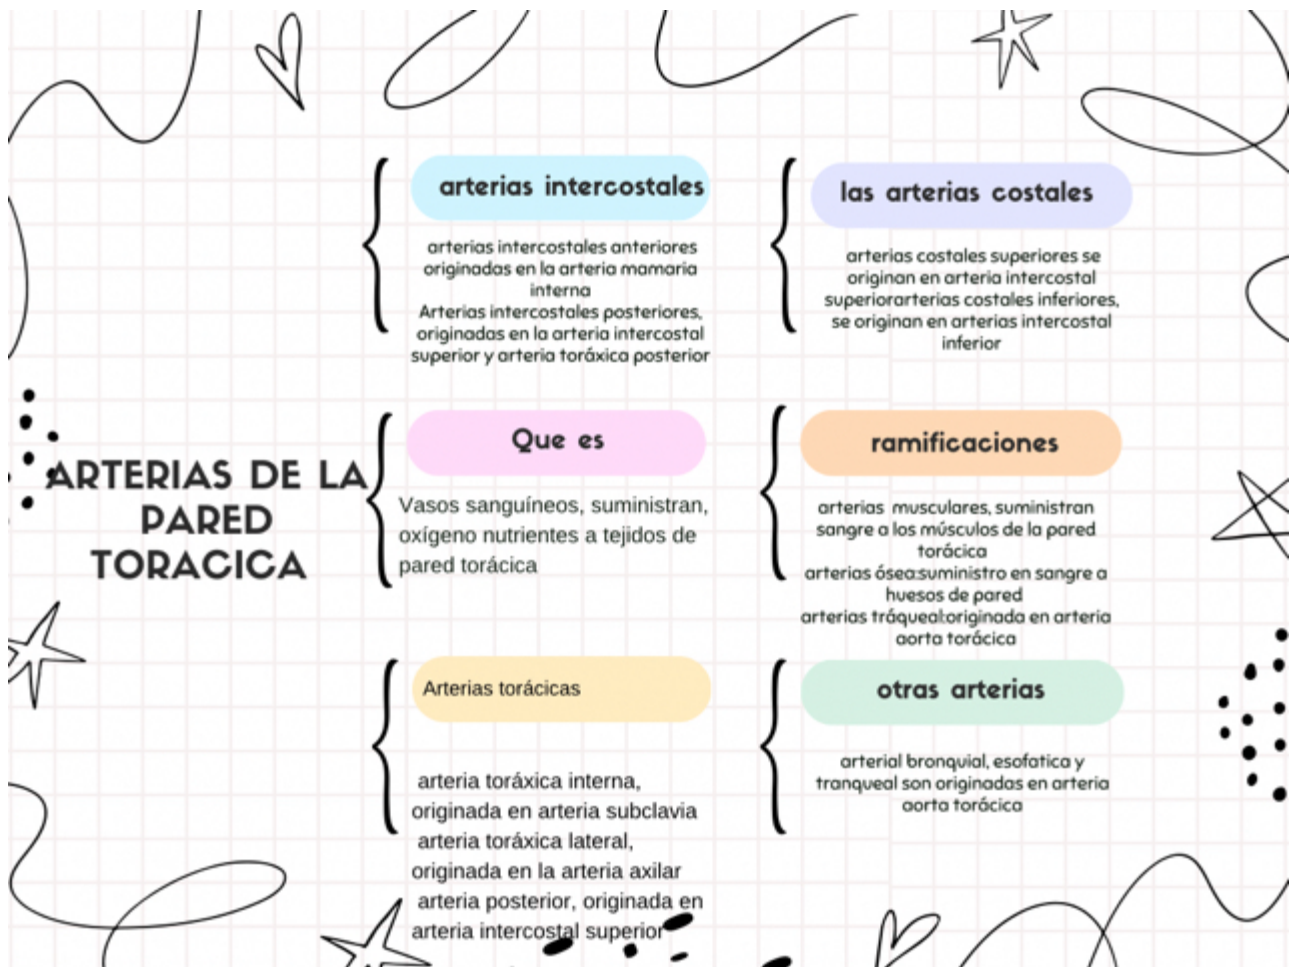 ARTERIAS DE LA
PARED
TORACICA
arterias intercostales
arterias intercostales anteriores
originadas en la arteria mamaria
interna
Arterias intercostales posteriores,
originadas en la arteria intercostal
superior y arteria toráxica posterior
las arterias costales
arterias costales superiores se
originan en arteria intercostal
superiorarterias costales inferiores,
se originan en arterias intercostal
inferior
Que es
Vasos sanguíneos, suministran,
oxígeno nutrientes a tejidos de
pared torácica
ramificaciones
arterias musculares, suministran
sangre a los músculos de la pared
torácica
arterias ósea:suministro en sangre a
huesos de pared
arterias tráqueal:originada en arteria
aorta torácica
Arterias torácicas
arteria toráxica interna,
originada en arteria subclavia
arteria toráxica lateral,
originada en la arteria axilar
arteria posterior, originada en
arteria intercostal superior
otras arterias
arterial bronquial, esofatica y
tranqueal son originadas en arteria
aorta torácica